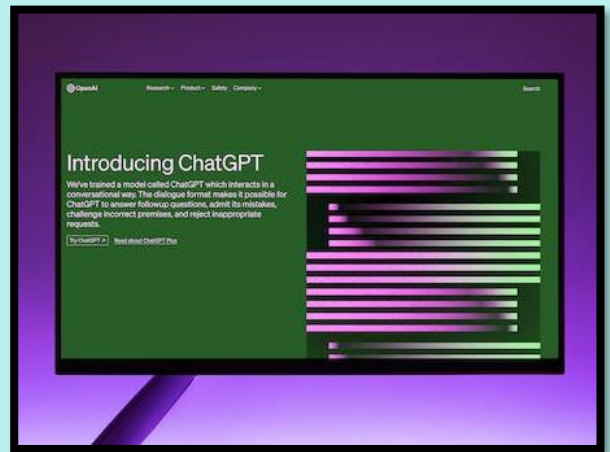 OpenAI
Research Product Safety Company
Search
Introducing ChatGPT
We've trained a model called ChatGPT which interacts in a
conversational way. The dialogue format makes it possible for
ChatGPT to answer followup questions, admit its mistakes,
challenge incorrect premises, and reject inappropriate
requests.
Try ChatGPT ↗
Read about ChatGPT Plus